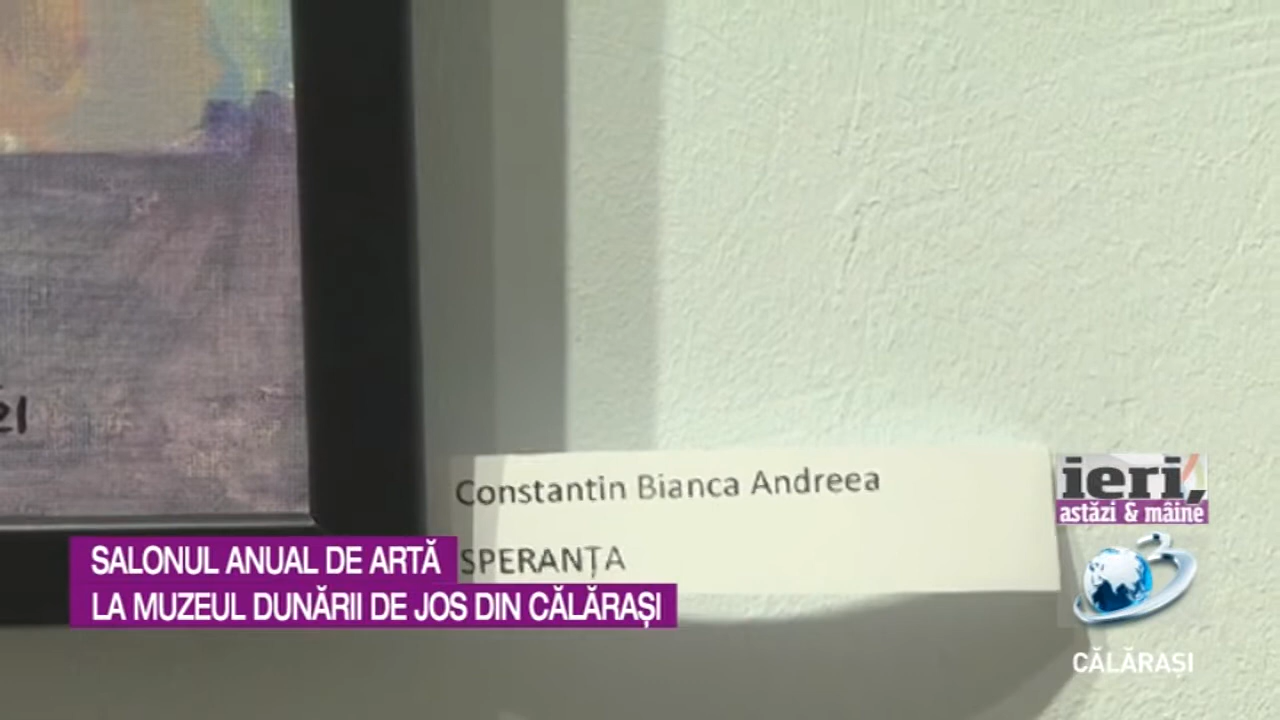 Constantin Bianca Andreea
SPERANȚA
SALONUL ANUAL DE ARTĂ
LA MUZEUL DUNĂRII DE JOS DIN CĂLĂRAȘI
ieri,
astăzi & mâine
3
CĂLĂRAȘI